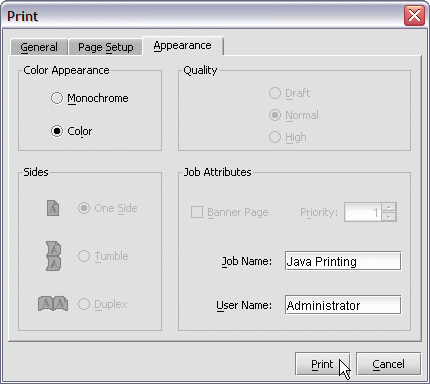 Print
General Page Setup Appearance
Color Appearance
Monochrome
Color
Quality
Draft
Normal
High
Sides
A One Side
A A Tumble
A A Duplex
Job Attributes
Banner Page Priority: 1
Job Name: Java Printing
User Name: Administrator
Print Cancel